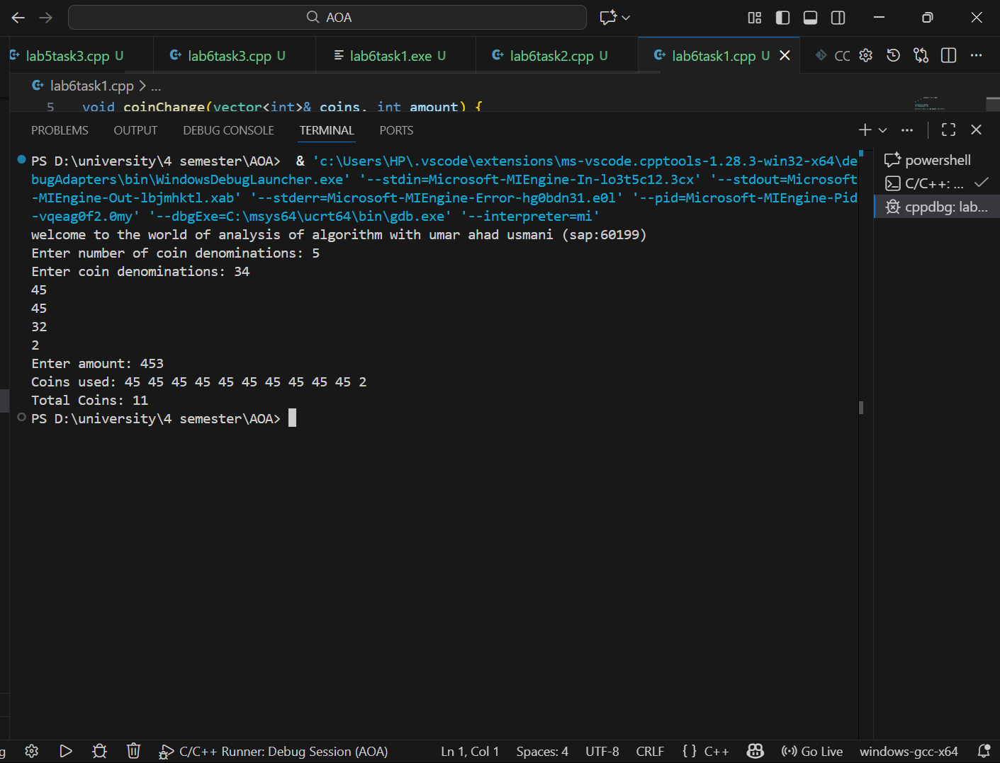 AOA
lab5task3.cpp U
lab6task3.cpp U
lab6task1.exe U
lab6task2.cpp U
lab6task1.cpp U
CC
lab6task1.cpp > ...
5 void coinChange(vector<int>& coins, int amount) {
PROBLEMS OUTPUT DEBUG CONSOLE TERMINAL PORTS
PS D:\university\4 semester\AOA>  & 'c:\Users\HP\.vscode\extensions\ms-vscode.cpptools-1.28.3-win32-x64\de
bugAdapters\bin\WindowsDebugLauncher.exe' '--stdin=Microsoft-MIEngine-In-lo3t5c12.3cx' '--stdout=Microsoft
-MIEngine-Out-lbjmhktl.xab' '--stderr=Microsoft-MIEngine-Error-hg0bdn31.e0l' '--pid=Microsoft-MIEngine-Pid
-vqeag0f2.0my' '--dbgExe=C:\msys64\ucrt64\bin\gdb.exe' '--interpreter=mi'
welcome to the world of analysis of algorithm with umar ahad usmani (sap:60199)
Enter number of coin denominations: 5
Enter coin denominations: 34
45
45
32
2
Enter amount: 453
Coins used: 45 45 45 45 45 45 45 45 45 45 2
Total Coins: 11
PS D:\university\4 semester\AOA>
powershell
C/C++: ...
cppdbg: lab...
g C/C++ Runner: Debug Session (AOA) Ln 1, Col 1 Spaces: 4 UTF-8 CRLF { } C++ Go Live windows-gcc-x64